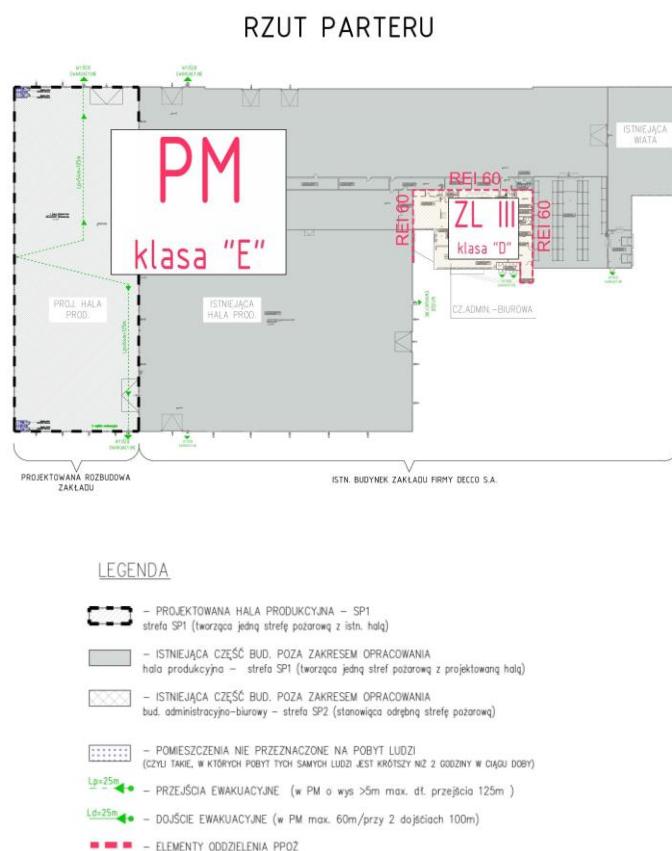 RZUT PARTERU
WYJŚCIE
EWAKUACYJNE
WYJŚCIE
EWAKUACYJNE
ISTNIEJĄCA
WIATA
PM
klasa "E"
REI 60
REI 60
REI 60
ZL III
klasa "D"
PROJ. HALA
PROD.
ISTNIEJĄCA
HALA PROD.
CZ.ADMIN.-BIUROWA
WYJŚCIE
EWAKUACYJNE
PROJEKTOWANA ROZBUDOWA
ZAKŁADU
ISTN. BUDYNEK ZAKŁADU FIRMY DECCO S.A.
LEGENDA
– PROJEKTOWANA HALA PRODUKCYJNA – SP1
strefa SP1 (tworząca jedną strefę pożarową z istn. halą)
– ISTNIEJĄCA CZĘŚĆ BUD. POZA ZAKRESEM OPRACOWANIA
hala produkcyjna – strefa SP1 (tworząca jedną stref pożarową z projektowaną halą)
– ISTNIEJĄCA CZĘŚĆ BUD. POZA ZAKRESEM OPRACOWANIA
bud. administracyjno-biurowy – strefa SP2 (stanowiąca odrębną strefę pożarową)
– POMIESZCZENIA NIE PRZEZNACZONE NA POBYT LUDZI
(CZYLI TAKIE, W KTÓRYCH POBYT TYCH SAMYCH LUDZI JEST KRÓTSZY NIŻ 2 GODZINY W CIĄGU DOBY)
Lp=25m – PRZEJŚCIA EWAKUACYJNE (w PM o wys >5m max. dł. przejścia 125m )
Ld=25m – DOJŚCIE EWAKUACYJNE (w PM max. 60m/przy 2 dojściach 100m)
– ELEMENTY ODDZIELENIA PPOŻ